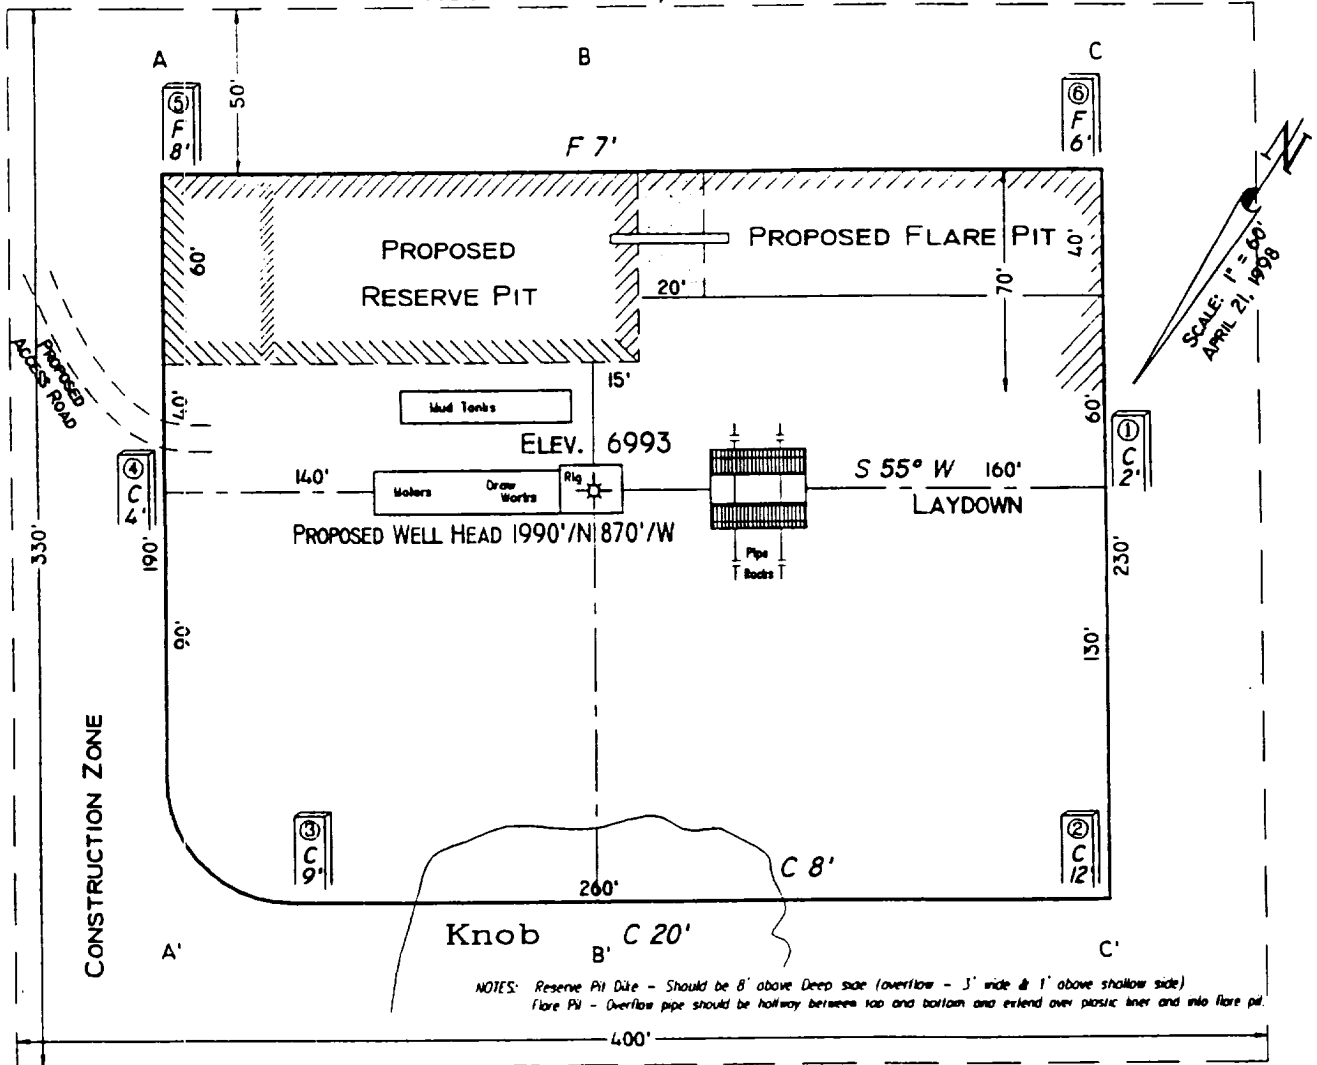 A
B
C
⑤
F
8'
50'
F 7'
⑥
F
6'
N
SCALE: 1" = 60'
APRIL 21, 1998
60'
PROPOSED
RESERVE PIT
PROPOSED FLARE PIT
40'
20'
70'
PROPOSED
ACCESS ROAD
40'
15'
Mud Tanks
60'
ELEV. 6993
①
C
2'
④
C
4'
140'
Draw
Works
Rig
S 55° W 160'
LAYDOWN
PROPOSED WELL HEAD 1990'/N 870'/W
Pipe
Racks
330'
190'
230'
90'
130'
CONSTRUCTION ZONE
③
C
9'
②
C
12'
C 8'
260'
Knob
C 20'
A'
B'
C'
NOTES: Reserve Pit Dike - Should be 8' above Deep side (overflow - 3' wide & 1' above shallow side)
Flare Pit - Overflow pipe should be halfway between top and bottom and extend over plastic liner and into flare pit.
400'